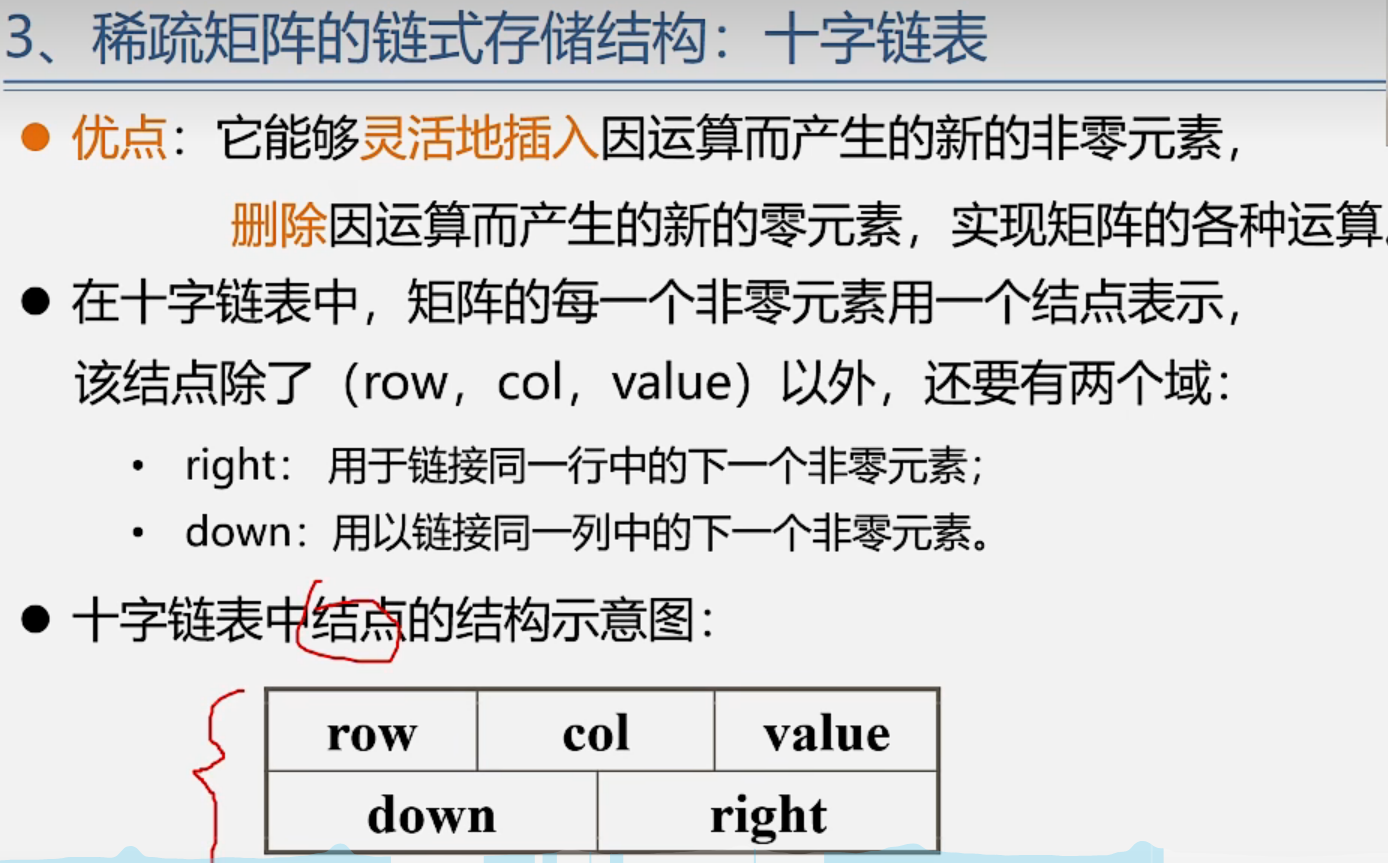 3、稀疏矩阵的链式存储结构：十字链表
优点：它能够灵活地插入因运算而产生的新的非零元素，
删除因运算而产生的新的零元素，实现矩阵的各种运算。
在十字链表中，矩阵的每一个非零元素用一个结点表示，
该结点除了（row，col，value）以外，还要有两个域：
right： 用于链接同一行中的下一个非零元素；
down：用以链接同一列中的下一个非零元素。
十字链表中结点的结构示意图：
row col value
down right